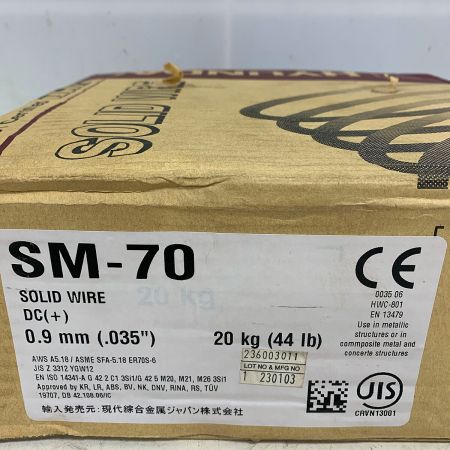 SOLID WIRE
SM-70
SOLID WIRE
DC(+)
0.9 mm (.035")
20 kg
20 kg (44 lb)
AWS A5.18 / ASME SFA-5.18 ER70S-6
JIS Z 3312 YGW12
EN ISO 14341-A G 42 2 C1 3Si1/G 42 5 M20, M21, M26 3Si1
Approved by KR, LR, ABS, BV, NK, DNV, RINA, RS, TÜV
19707, DB 42.108.06/IC
輸入発売元：現代綜合金属ジャパン株式会社
236003011
LOT NO & MFG NO
1 230103
CE
0035 06
HWC-801
EN 13479
Use in metallic
structures or in
commposite metal and
concerte structures
JIS
CRVN13001